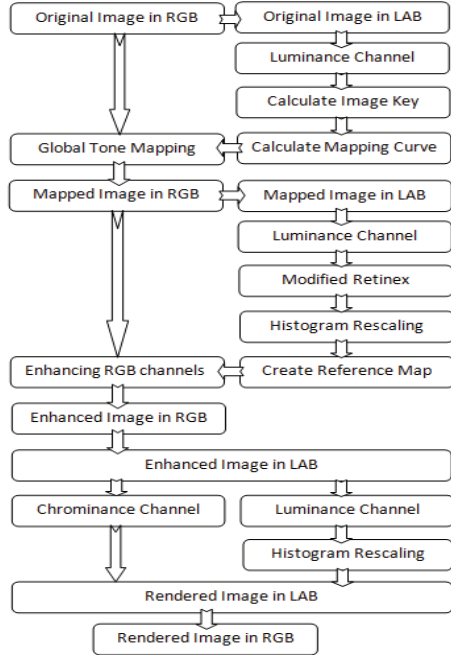 Original Image in RGB
Original Image in LAB
Luminance Channel
Calculate Image Key
Global Tone Mapping
Calculate Mapping Curve
Mapped Image in RGB
Mapped Image in LAB
Luminance Channel
Modified Retinex
Histogram Rescaling
Enhancing RGB channels
Create Reference Map
Enhanced Image in RGB
Enhanced Image in LAB
Chrominance Channel
Luminance Channel
Histogram Rescaling
Rendered Image in LAB
Rendered Image in RGB